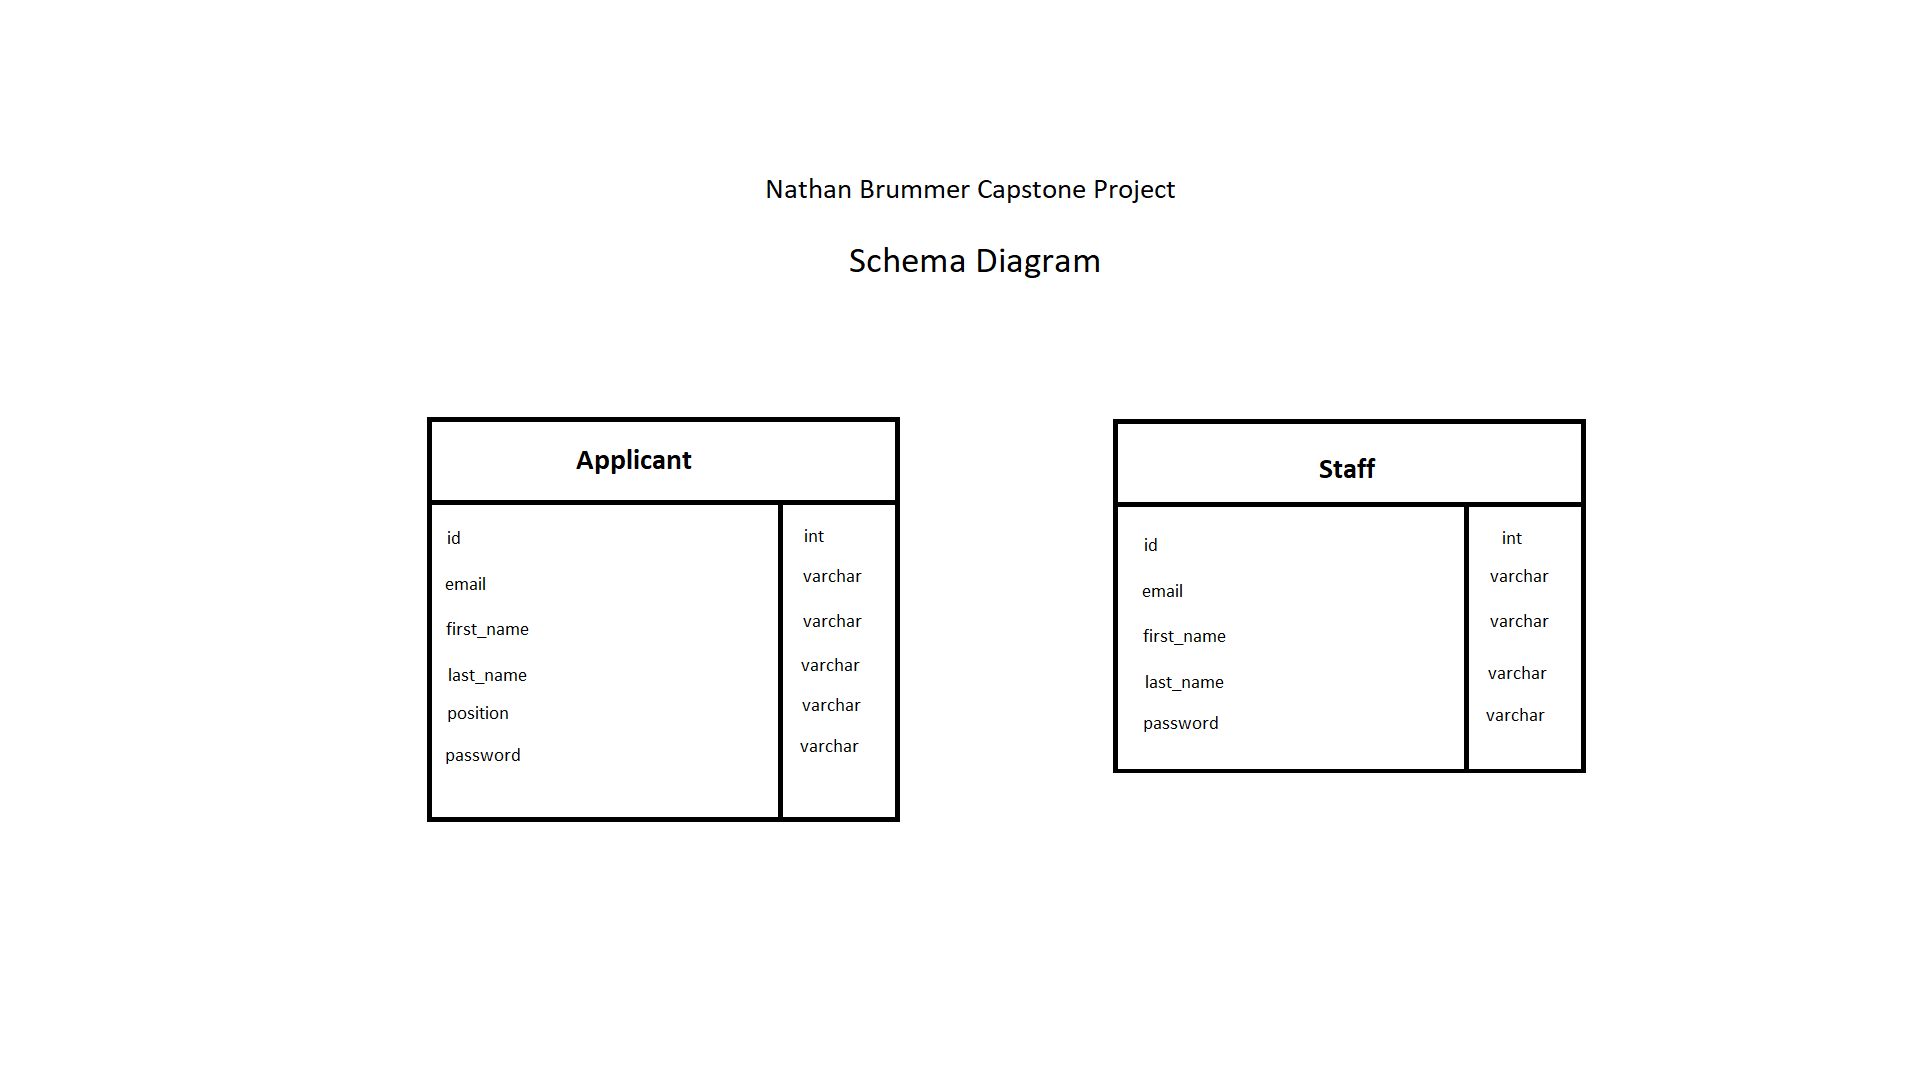 Nathan Brummer Capstone Project
Schema Diagram
Applicant
id int
email varchar
first_name varchar
last_name varchar
position varchar
password varchar
Staff
id int
email varchar
first_name varchar
last_name varchar
password varchar